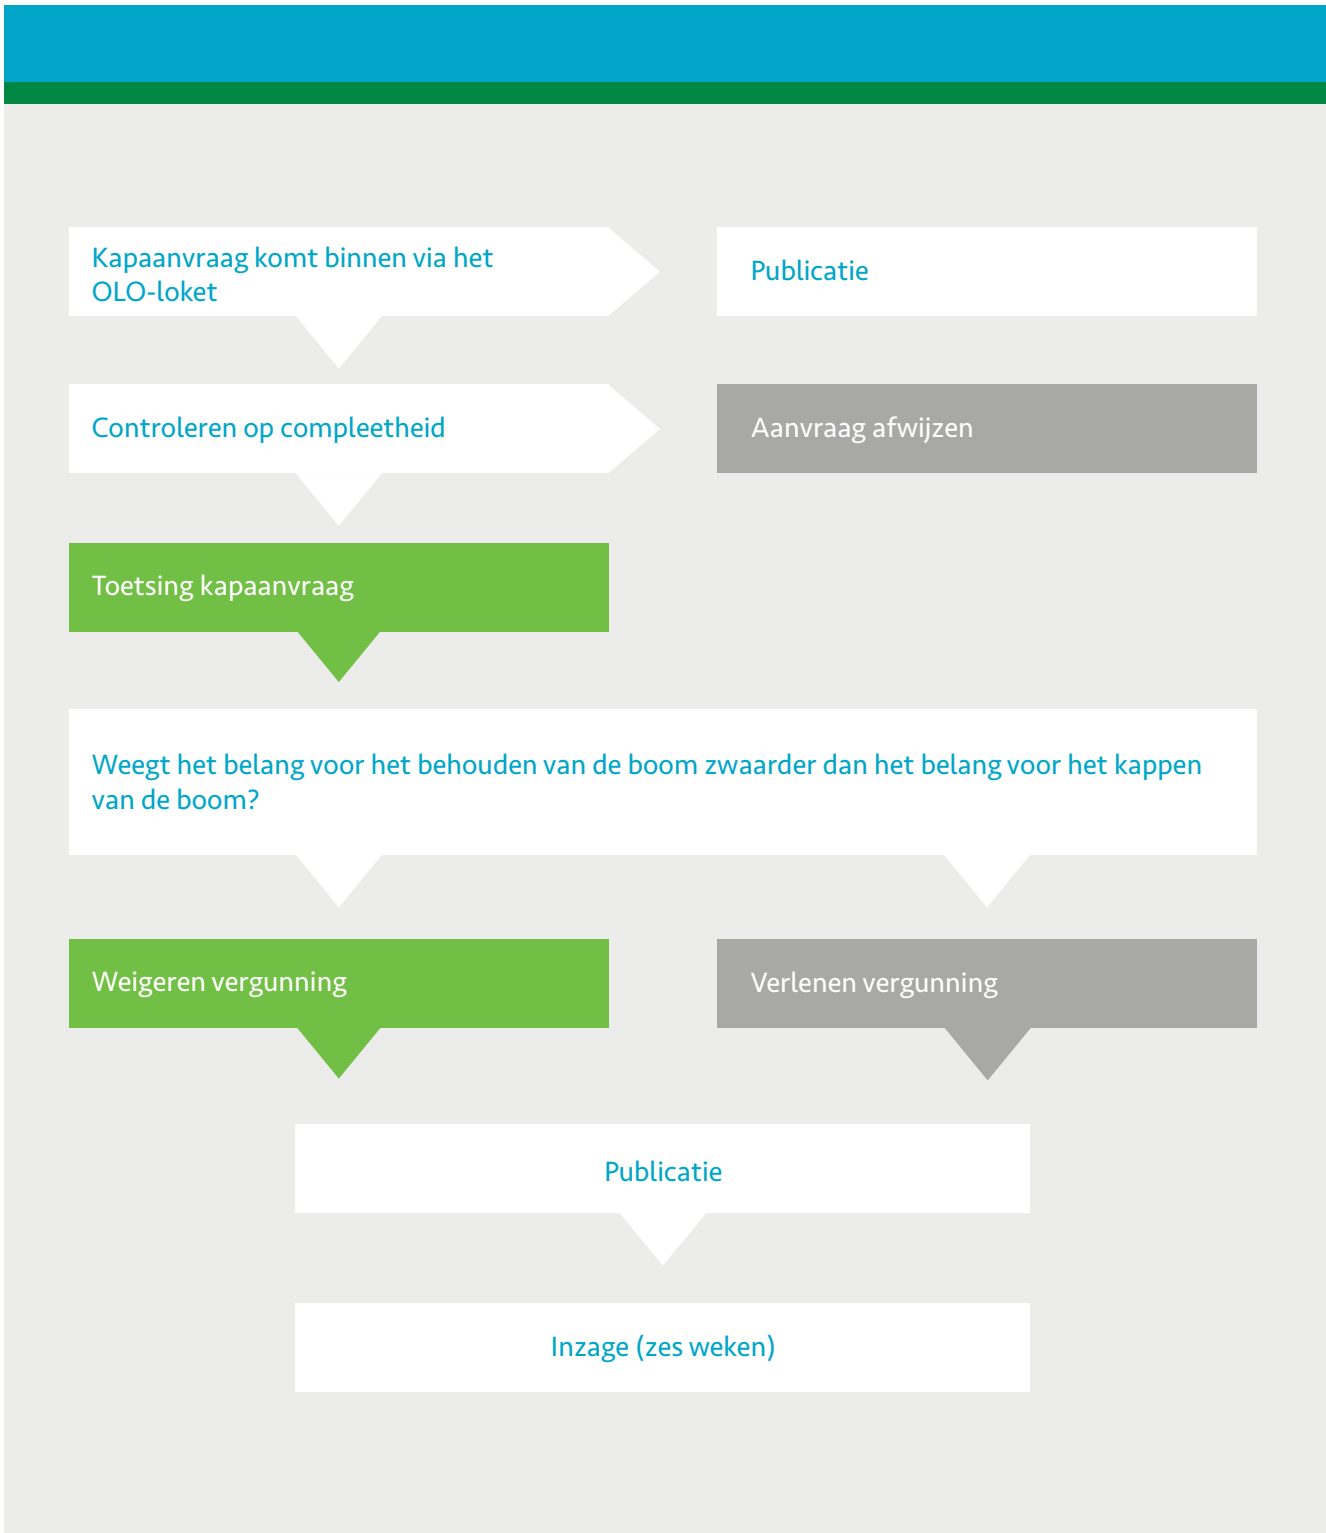 Kapaanvraag komt binnen via het
OLO-loket
Publicatie
Controleren op compleetheid
Aanvraag afwijzen
Toetsing kapaanvraag
Weegt het belang voor het behouden van de boom zwaarder dan het belang voor het kappen
van de boom?
Weigeren vergunning
Verlenen vergunning
Publicatie
Inzage (zes weken)